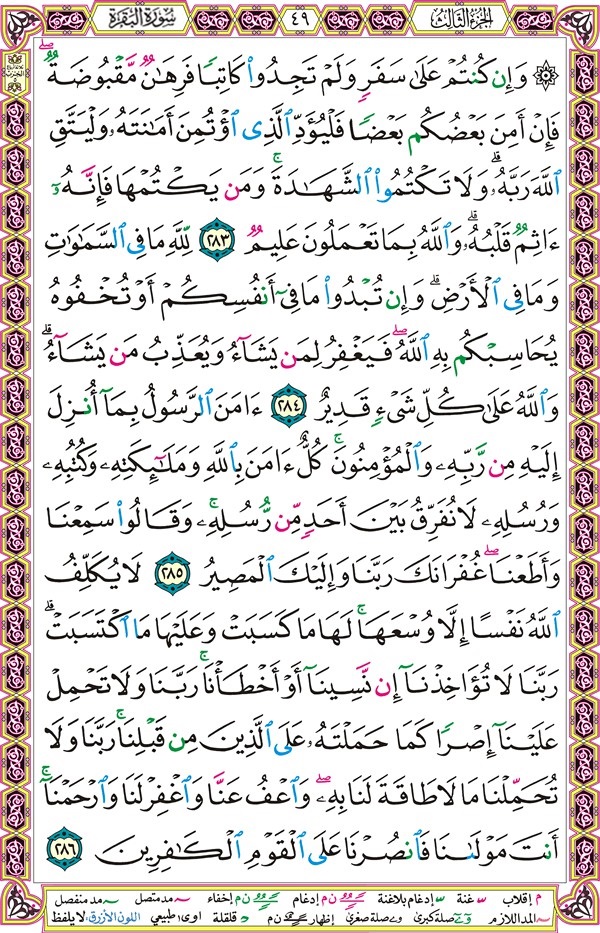 الجزء الثالث
٤٩
سورة البقرة
۞ وَإِن كُنتُمْ عَلَىٰ سَفَرٍ وَلَمْ تَجِدُوا۟ كَاتِبًا فَرِهَٰنٌ مَّقْبُوضَةٌ ۖ
فَإِنْ أَمِنَ بَعْضُكُم بَعْضًا فَلْيُؤَدِّ ٱلَّذِى ٱؤْتُمِنَ أَمَٰنَتَهُۥ وَلْيَتَّقِ
ٱللَّهَ رَبَّهُۥ ۗ وَلَا تَكْتُمُوا۟ ٱلشَّهَٰدَةَ ۚ وَمَن يَكْتُمْهَا فَإِنَّهُۥٓ
ءَاثِمٌ قَلْبُهُۥ ۗ وَٱللَّهُ بِمَا تَعْمَلُونَ عَلِيمٌ ٢٨٣ لِّلَّهِ مَا فِى ٱلسَّمَٰوَٰتِ
وَمَا فِى ٱلْأَرْضِ ۗ وَإِن تُبْدُوا۟ مَا فِىٓ أَنفُسِكُمْ أَوْ تُخْفُوهُ
يُحَاسِبْكُم بِهِ ٱللَّهُ ۖ فَيَغْفِرُ لِمَن يَشَآءُ وَيُعَذِّبُ مَن يَشَآءُ ۗ
وَٱللَّهُ عَلَىٰ كُلِّ شَىْءٍ قَدِيرٌ ٢٨٤ ءَامَنَ ٱلرَّسُولُ بِمَآ أُنزِلَ
إِلَيْهِ مِن رَّبِّهِۦ وَٱلْمُؤْمِنُونَ ۚ كُلٌّ ءَامَنَ بِٱللَّهِ وَمَلَٰٓئِكَتِهِۦ وَكُتُبِهِۦ
وَرُسُلِهِۦ لَا نُفَرِّقُ بَيْنَ أَحَدٍ مِّن رُّسُلِهِۦ ۚ وَقَالُوا۟ سَمِعْنَا
وَأَطَعْنَا ۖ غُفْرَانَكَ رَبَّنَا وَإِلَيْكَ ٱلْمَصِيرُ ٢٨٥ لَا يُكَلِّفُ
ٱللَّهُ نَفْسًا إِلَّا وُسْعَهَا ۚ لَهَا مَا كَسَبَتْ وَعَلَيْهَا مَا ٱكْتَسَبَتْ ۗ
رَبَّنَا لَا تُؤَاخِذْنَآ إِن نَّسِينَآ أَوْ أَخْطَأْنَا ۚ رَبَّنَا وَلَا تَحْمِلْ
عَلَيْنَآ إِصْرًا كَمَا حَمَلْتَهُۥ عَلَى ٱلَّذِينَ مِن قَبْلِنَا ۚ رَبَّنَا وَلَا
تُحَمِّلْنَا مَا لَا طَاقَةَ لَنَا بِهِۦ ۖ وَٱعْفُ عَنَّا وَٱغْفِرْ لَنَا وَٱرْحَمْنَآ ۚ
أَنتَ مَوْلَىٰنَا فَٱنصُرْنَا عَلَى ٱلْقَوْمِ ٱلْكَٰفِرِينَ ٢٨٦
م إقلاب غنة إدغام بلاغنة ن م إدغام إخفاء مد متصل مد منفصل
المد اللازم صلة كبرى صلة صغرى إظهار ن م قلقلة اوى طبيعي اللون الأزرق: لا يلفظ